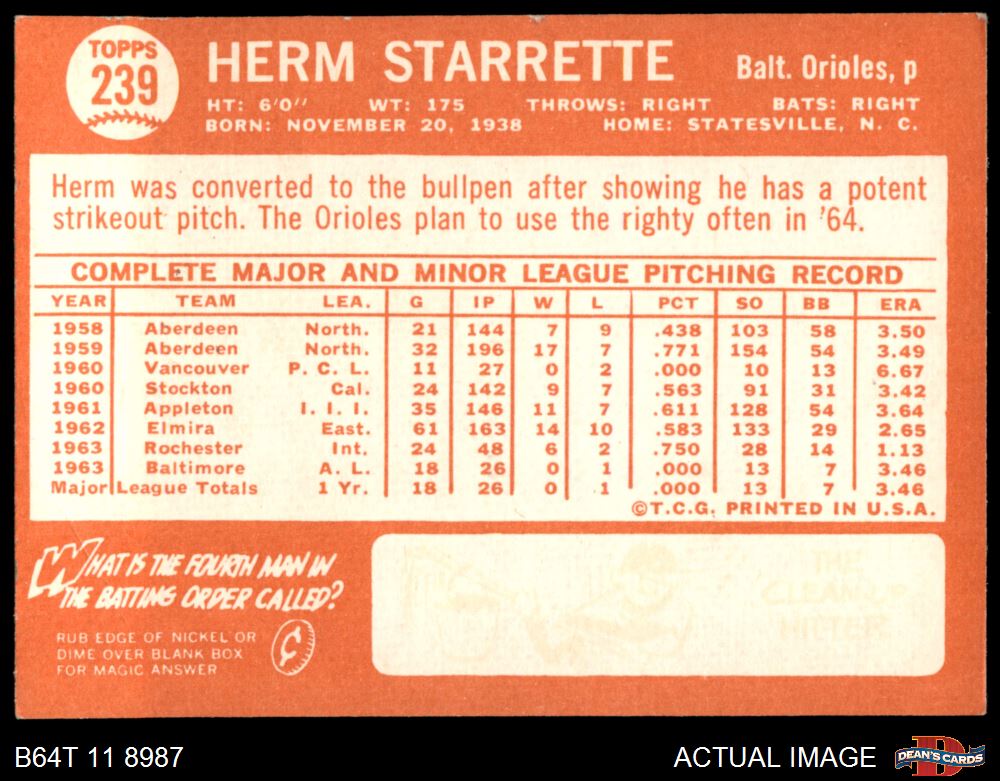 TOPPS
239
HERM STARRETTE
Balt. Orioles, p
HT: 6'0" WT: 175 THROWS: RIGHT BATS: RIGHT
BORN: NOVEMBER 20, 1938 HOME: STATESVILLE, N. C.
Herm was converted to the bullpen after showing he has a potent
strikeout pitch. The Orioles plan to use the righty often in '64.
COMPLETE MAJOR AND MINOR LEAGUE PITCHING RECORD
YEAR TEAM LEA. G IP W L PCT SO BB ERA
1958 Aberdeen North. 21 144 7 9 .438 103 58 3.50
1959 Aberdeen North. 32 196 17 7 .771 154 54 3.49
1960 Vancouver P. C. L. 11 27 0 2 .000 10 13 6.67
1960 Stockton Cal. 24 142 9 7 .563 91 31 3.42
1961 Appleton I. I. I. 35 146 11 7 .611 128 54 3.64
1962 Elmira East. 61 163 14 10 .583 133 29 2.65
1963 Rochester Int. 24 48 6 2 .750 28 14 1.13
1963 Baltimore A. L. 18 26 0 1 .000 13 7 3.46
Major League Totals 1 Yr. 18 26 0 1 .000 13 7 3.46
©T.C.G. PRINTED IN U.S.A.
WHAT IS THE FOURTH MAN IN
THE BATTING ORDER CALLED?
RUB EDGE OF NICKEL OR
DIME OVER BLANK BOX
FOR MAGIC ANSWER
¢
THE
CLEAN-UP
HITTER
B64T 11 8987
ACTUAL IMAGE
D
DEAN'S CARDS